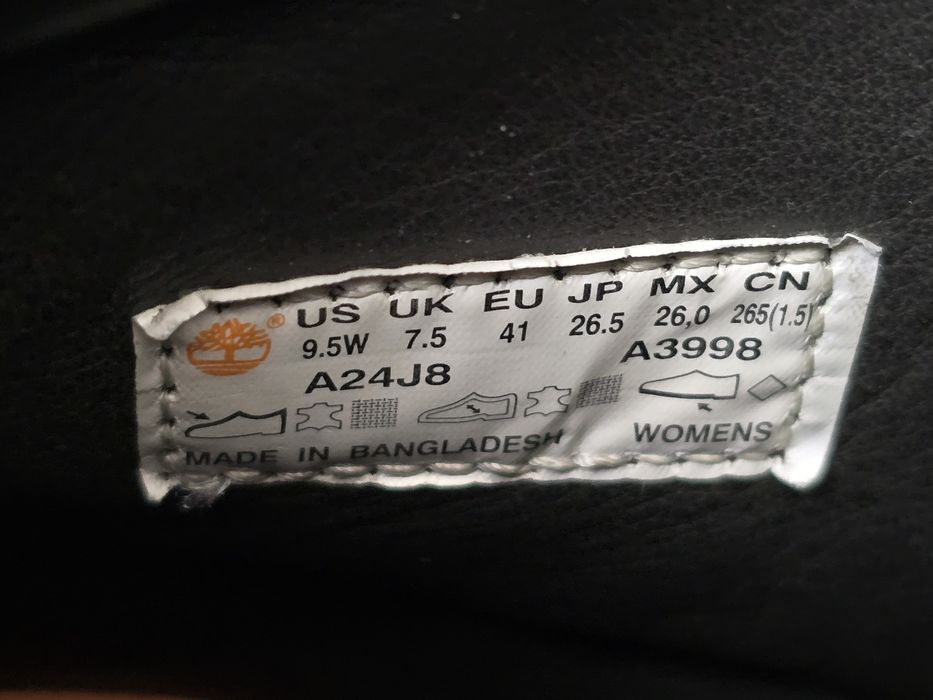 ® US UK EU JP MX CN
9.5W 7.5 41 26.5 26,0 265(1.5)
A24J8 A3998
MADE IN BANGLADESH WOMENS